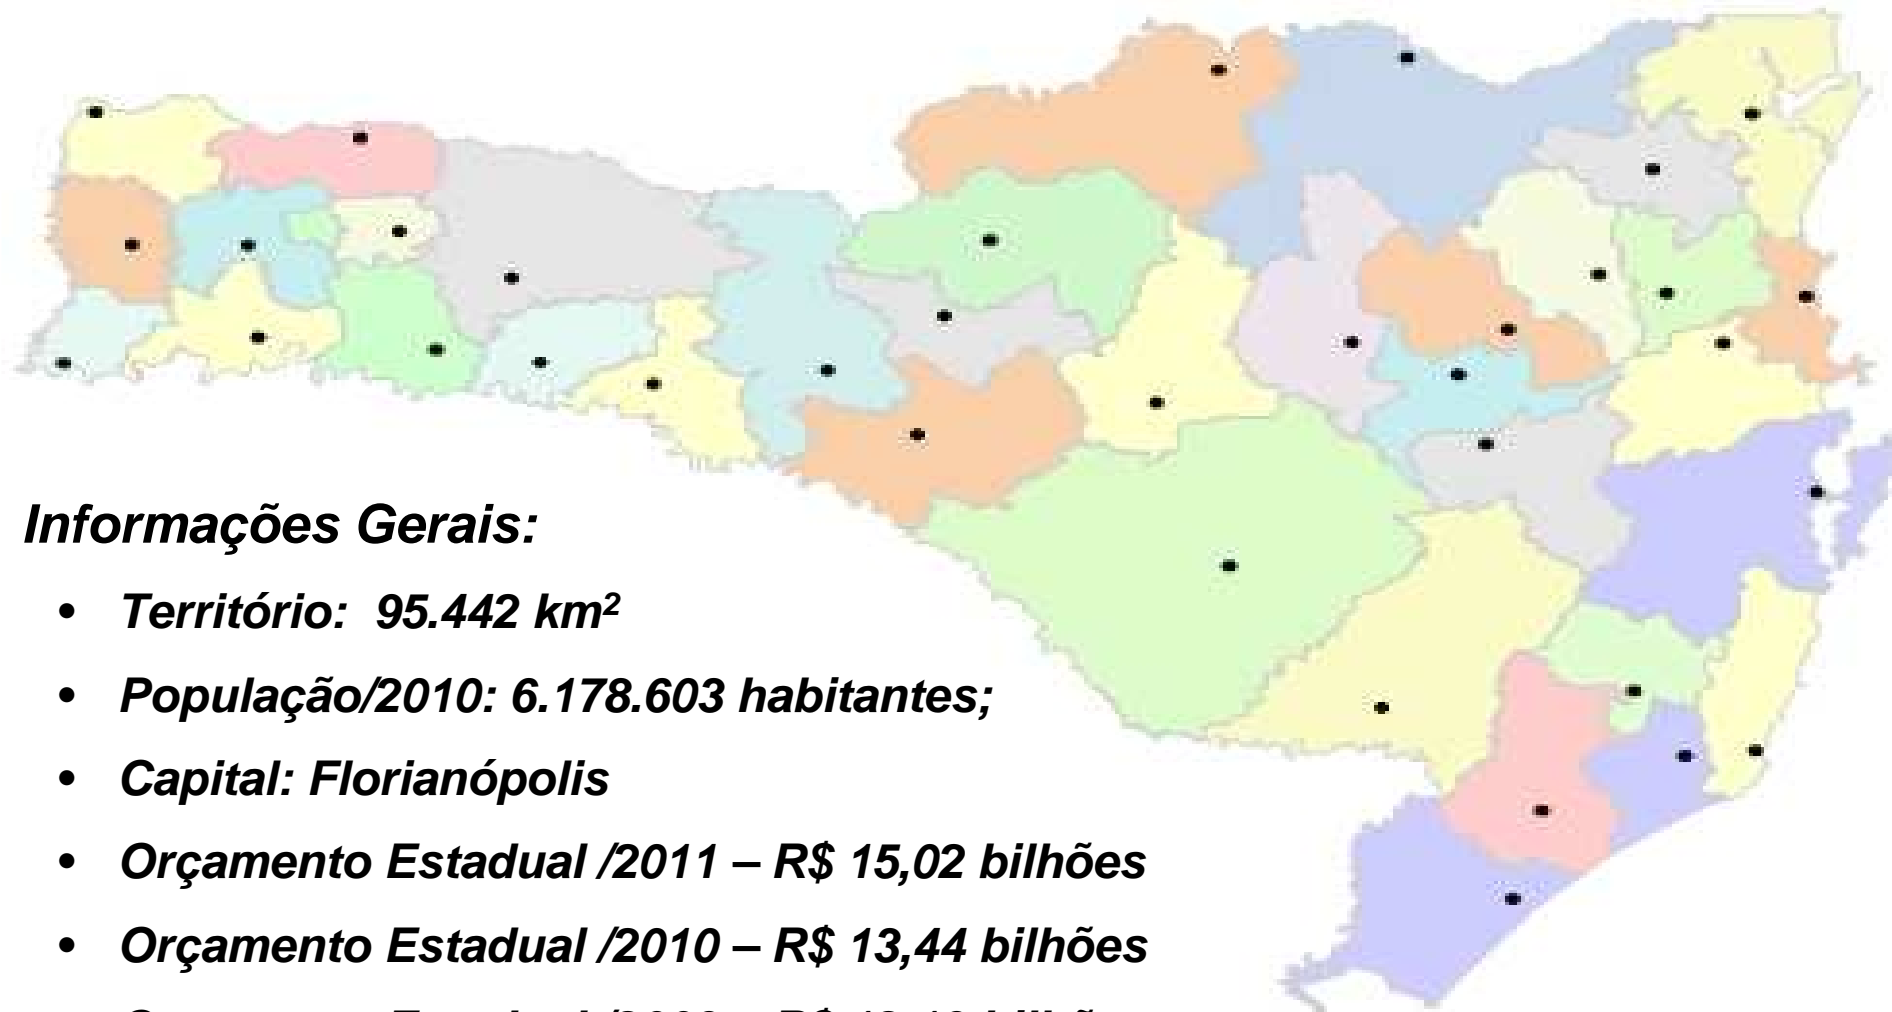 Informações Gerais:
• Território: 95.442 km²
• População/2010: 6.178.603 habitantes;
• Capital: Florianópolis
• Orçamento Estadual /2011 – R$ 15,02 bilhões
• Orçamento Estadual /2010 – R$ 13,44 bilhões